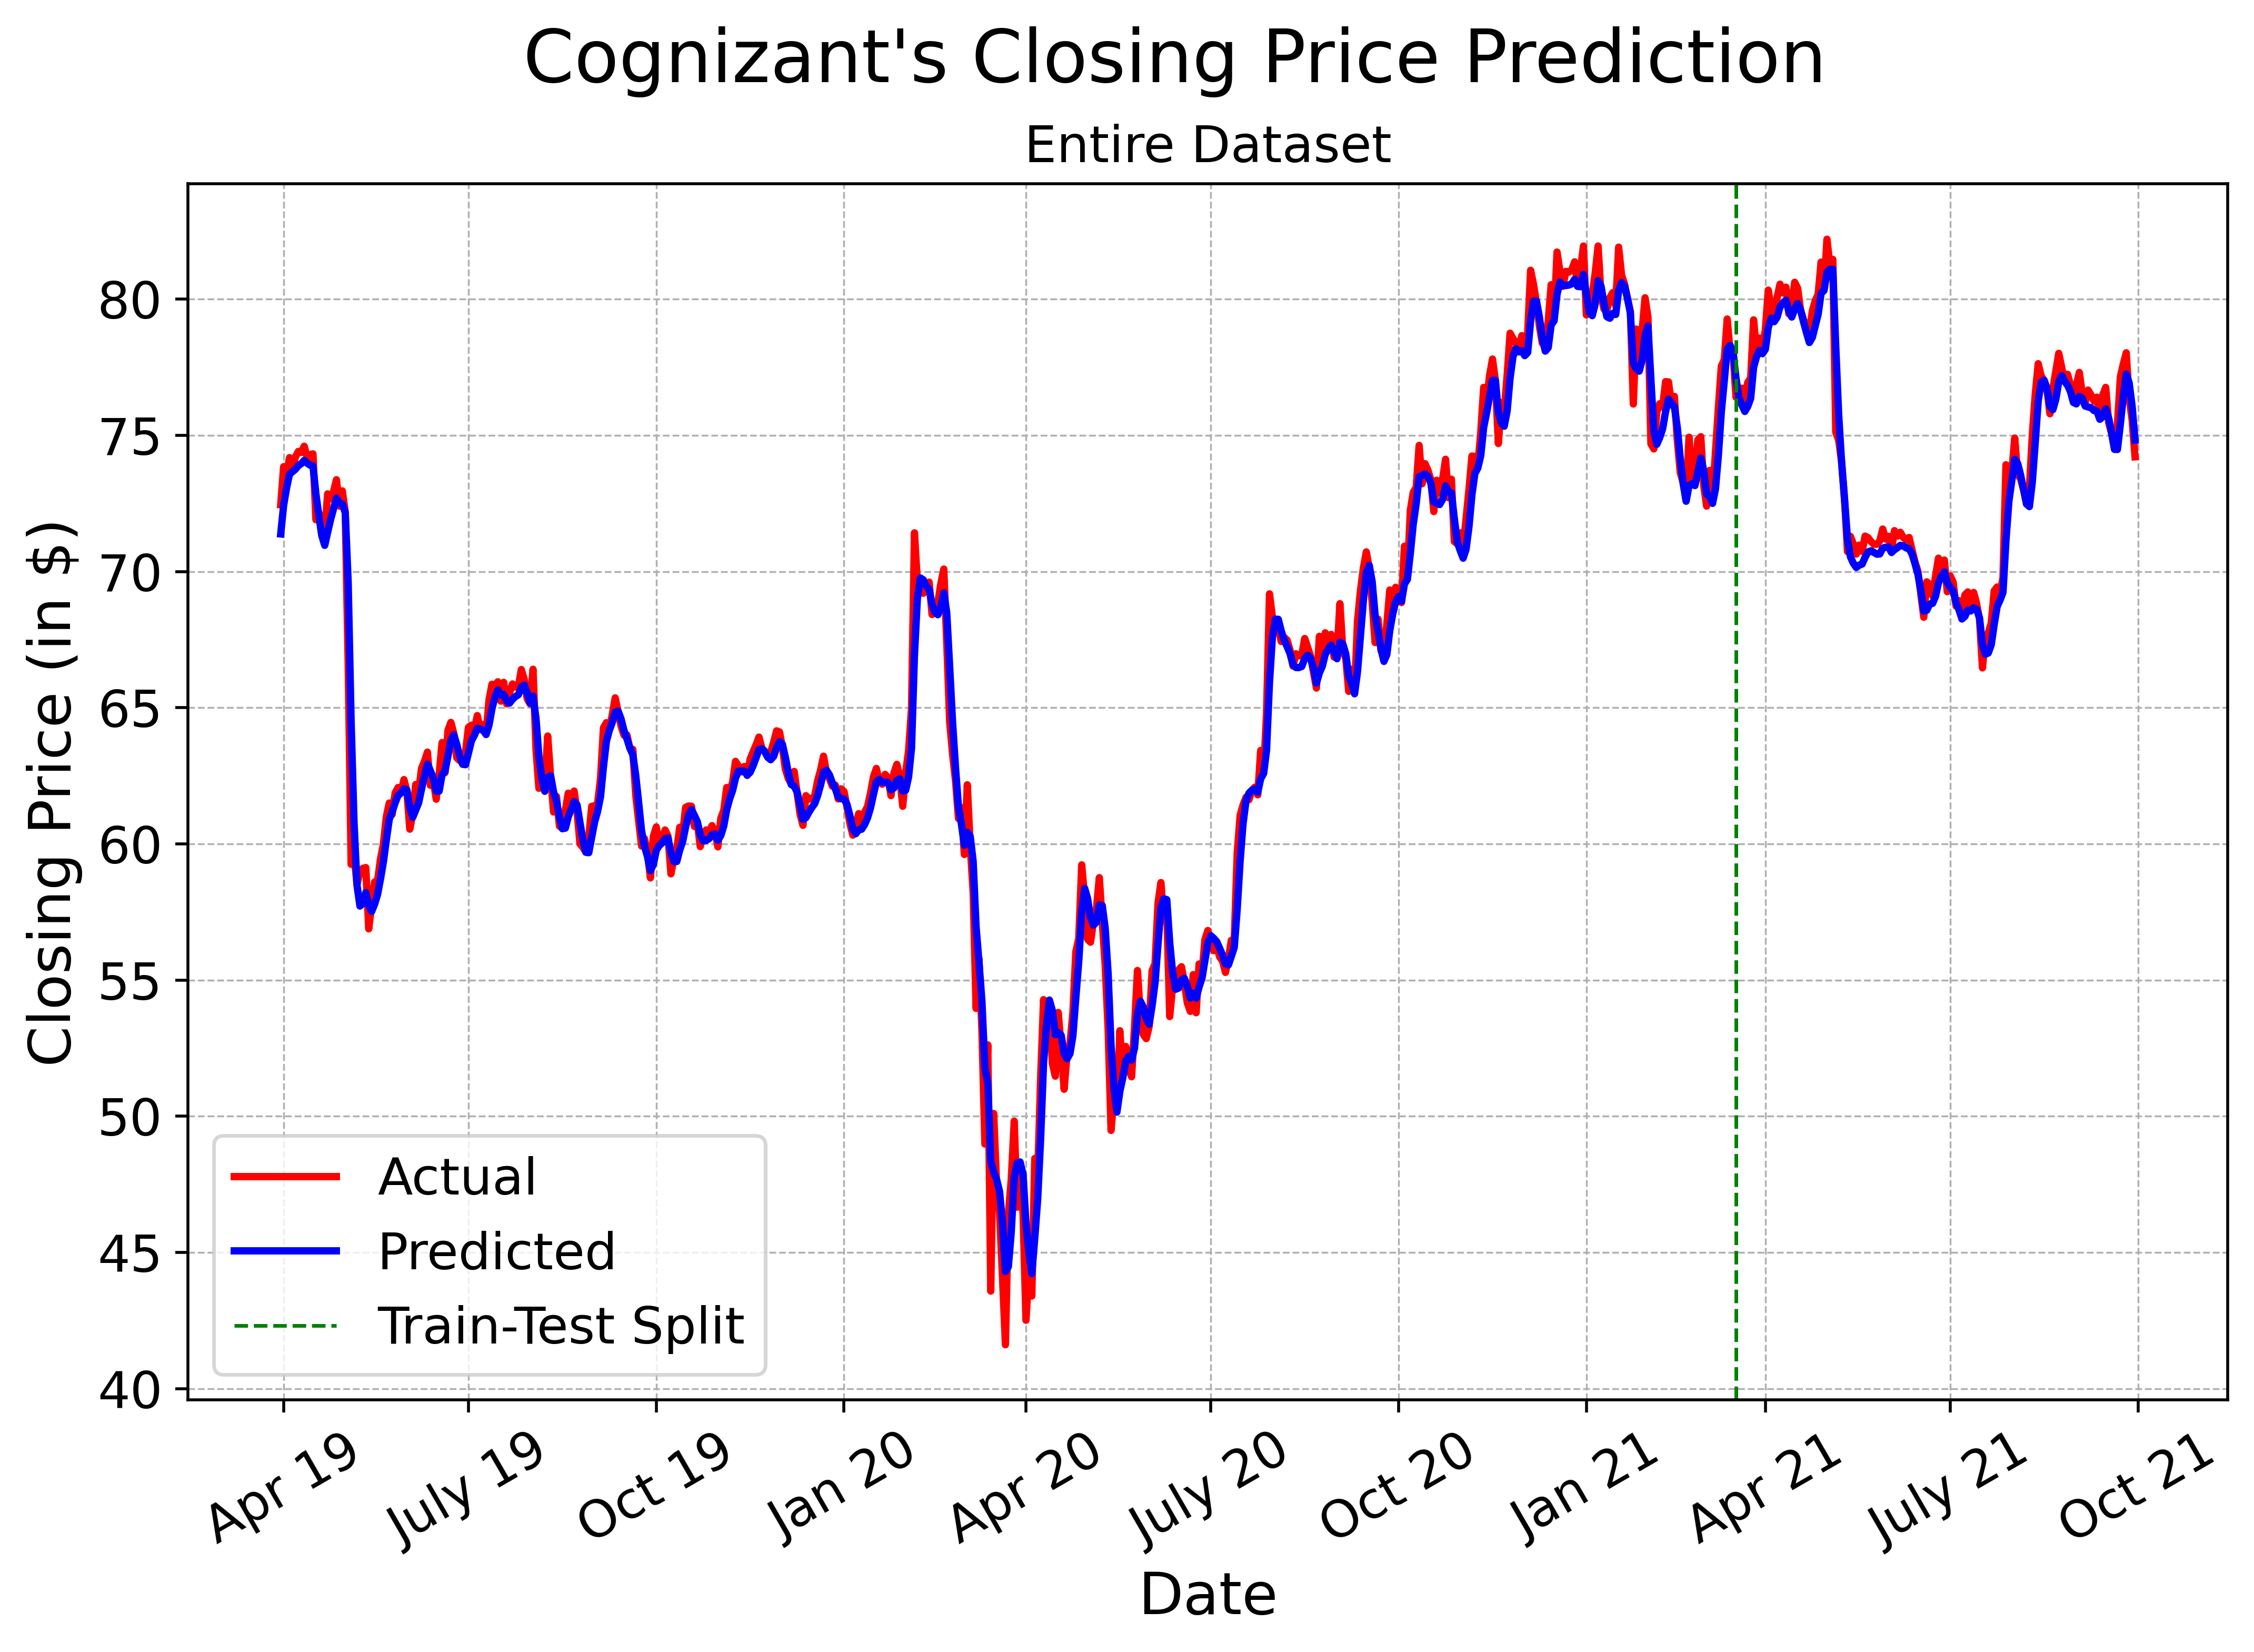 Cognizant's Closing Price Prediction
Entire Dataset
Closing Price (in $)
80
75
70
65
60
55
50
45
40
Actual
Predicted
Train-Test Split
Apr 19
July 19
Oct 19
Jan 20
Apr 20
July 20
Oct 20
Jan 21
Apr 21
July 21
Oct 21
Date